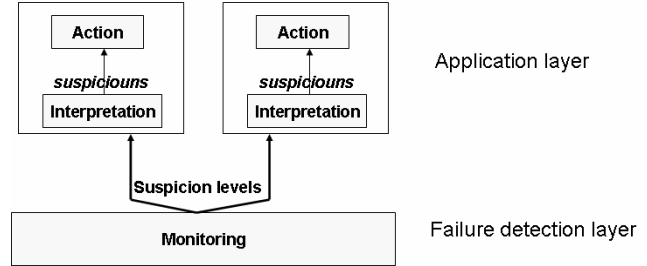 Action
Action
Application layer
suspiciouns
suspiciouns
Interpretation
Interpretation
Suspicion levels
Monitoring
Failure detection layer